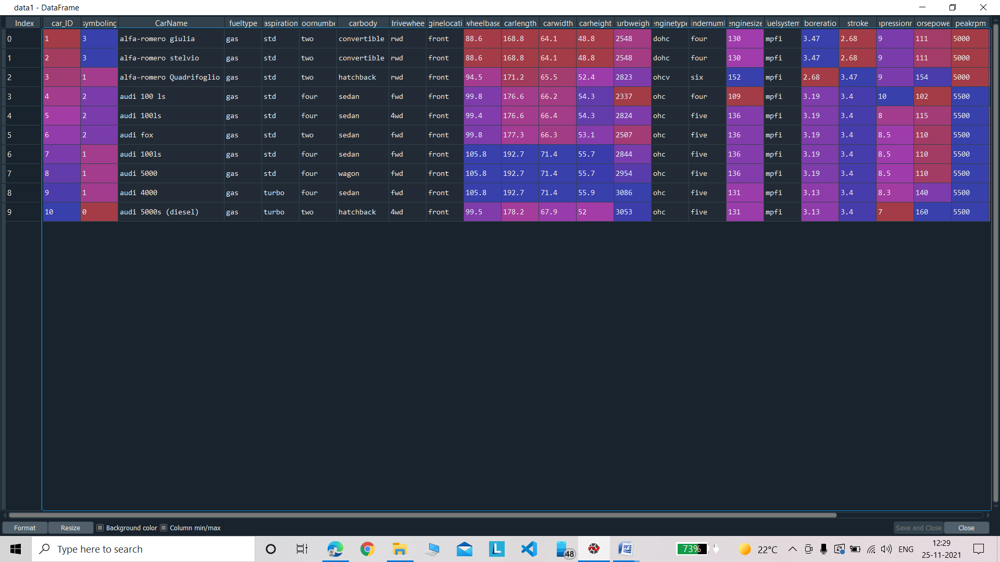 data1 - DataFrame
Index car_ID symboling CarName fueltype aspiration oornumbe carbody drivewhee ginelocati wheelbase carlength carwidth carheight urbweigh enginetype indernum enginesize fuelsystem boreratio stroke npressionr orsepowe peakrpm
0 1 3 alfa-romero giulia gas std two convertible rwd front 88.6 168.8 64.1 48.8 2548 dohc four 130 mpfi 3.47 2.68 9 111 5000
1 2 3 alfa-romero stelvio gas std two convertible rwd front 88.6 168.8 64.1 48.8 2548 dohc four 130 mpfi 3.47 2.68 9 111 5000
2 3 1 alfa-romero Quadrifoglio gas std two hatchback rwd front 94.5 171.2 65.5 52.4 2823 ohcv six 152 mpfi 2.68 3.47 9 154 5000
3 4 2 audi 100 ls gas std four sedan fwd front 99.8 176.6 66.2 54.3 2337 ohc four 109 mpfi 3.19 3.4 10 102 5500
4 5 2 audi 100ls gas std four sedan 4wd front 99.4 176.6 66.4 54.3 2824 ohc five 136 mpfi 3.19 3.4 8 115 5500
5 6 2 audi fox gas std two sedan fwd front 99.8 177.3 66.3 53.1 2507 ohc five 136 mpfi 3.19 3.4 8.5 110 5500
6 7 1 audi 100ls gas std four sedan fwd front 105.8 192.7 71.4 55.7 2844 ohc five 136 mpfi 3.19 3.4 8.5 110 5500
7 8 1 audi 5000 gas std four wagon fwd front 105.8 192.7 71.4 55.7 2954 ohc five 136 mpfi 3.19 3.4 8.5 110 5500
8 9 1 audi 4000 gas turbo four sedan fwd front 105.8 192.7 71.4 55.9 3086 ohc five 131 mpfi 3.13 3.4 8.3 140 5500
9 10 0 audi 5000s (diesel) gas turbo two hatchback 4wd front 99.5 178.2 67.9 52 3053 ohc five 131 mpfi 3.13 3.4 7 160 5500
Format Resize Background color Column min/max Save and Close Close
Type here to search L 48 W 73% 22°C ENG 12:29
25-11-2021